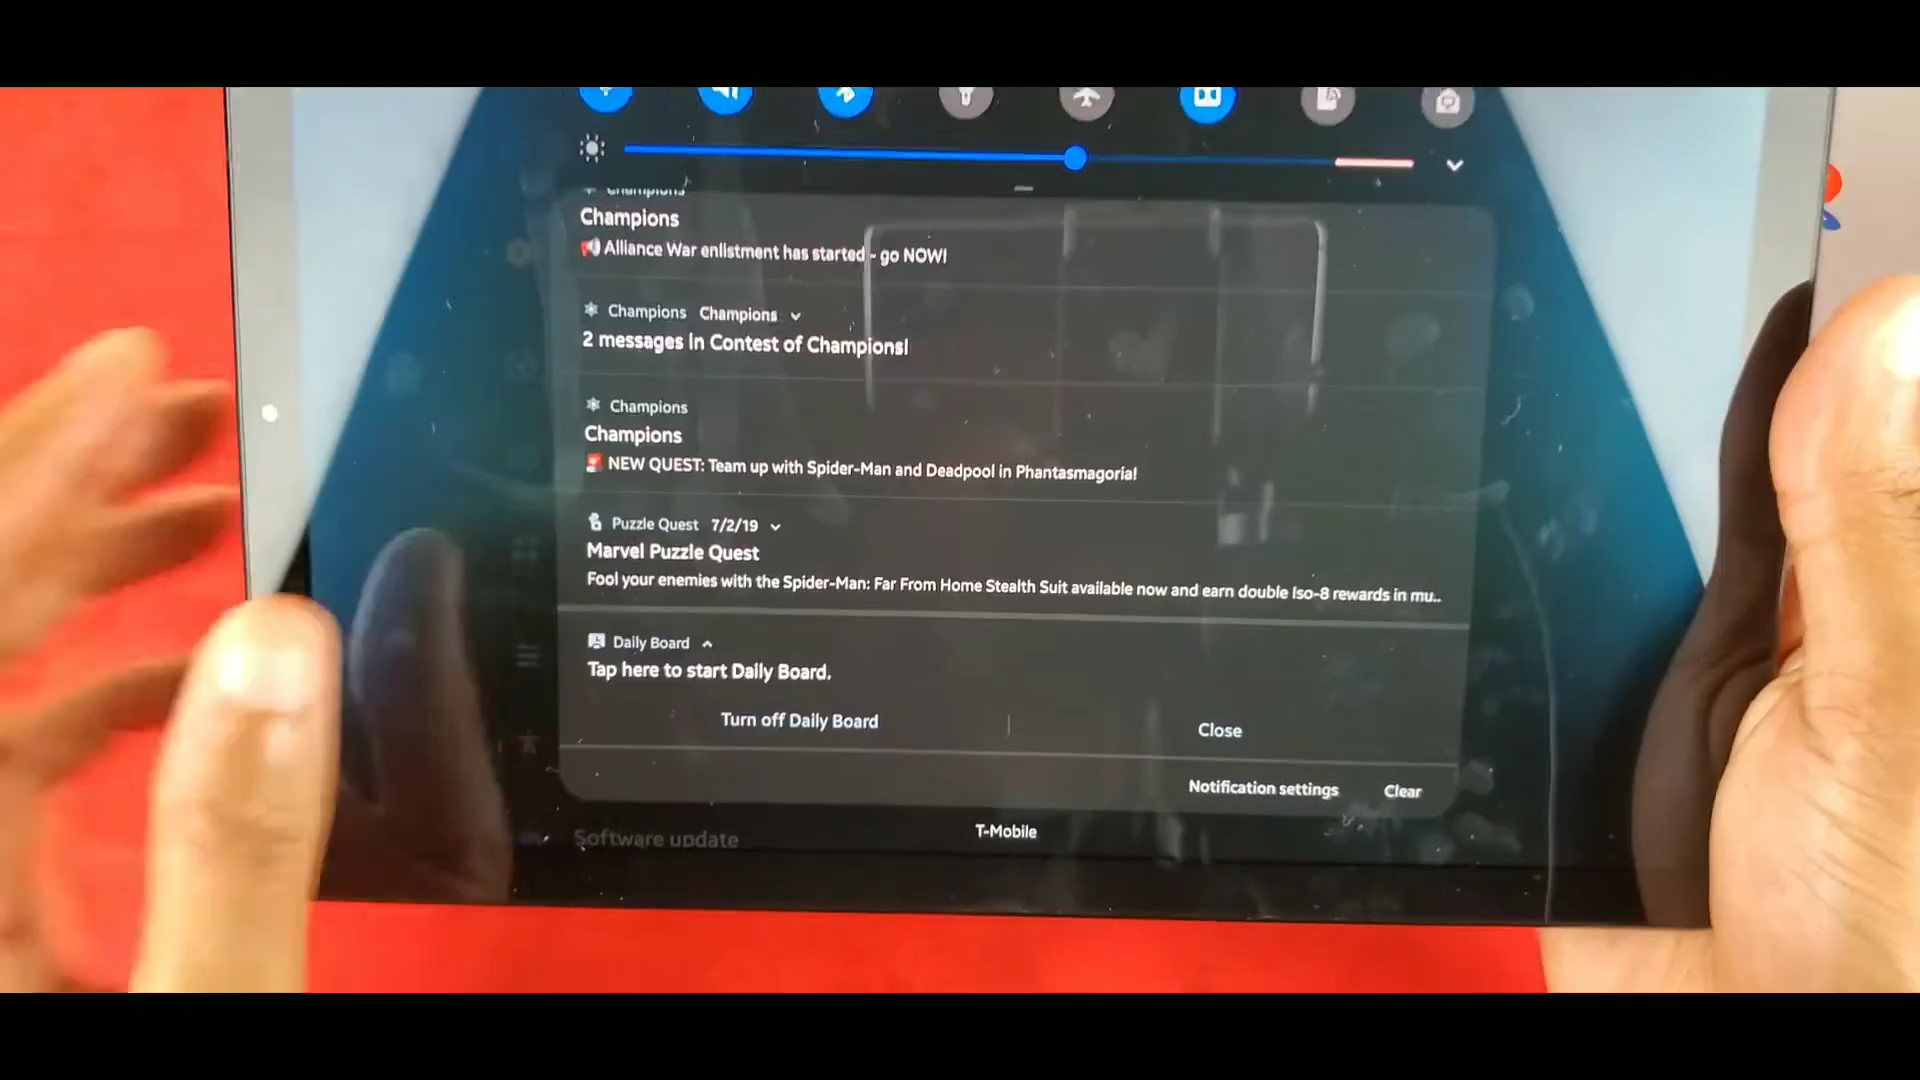 Champions
Champions
Alliance War enlistment has started - go NOW!
Champions Champions
2 messages in Contest of Champions!
Champions
Champions
NEW QUEST: Team up with Spider-Man and Deadpool in Phantasmagoria!
Puzzle Quest 7/2/19
Marvel Puzzle Quest
Fool your enemies with the Spider-Man: Far From Home Stealth Suit available now and earn double Iso-8 rewards in mu..
Daily Board
Tap here to start Daily Board.
Turn off Daily Board Close
Notification settings Clear
Software update T-Mobile